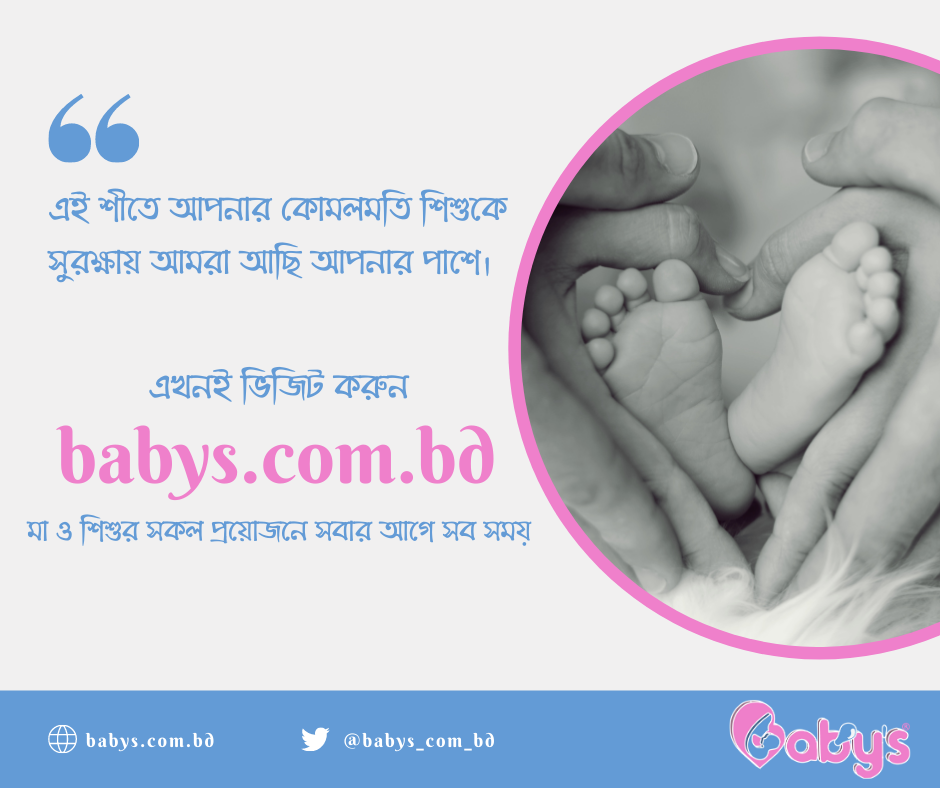 এই শীতে আপনার কোমলমতি শিশুকে
সুরক্ষায় আমরা আছি আপনার পাশে।
এখনই ভিজিট করুন
babys.com.bd
মা ও শিশুর সকল প্রয়োজনে সবার আগে সব সময়
babys.com.bd
@babys_com_bd
Baby's